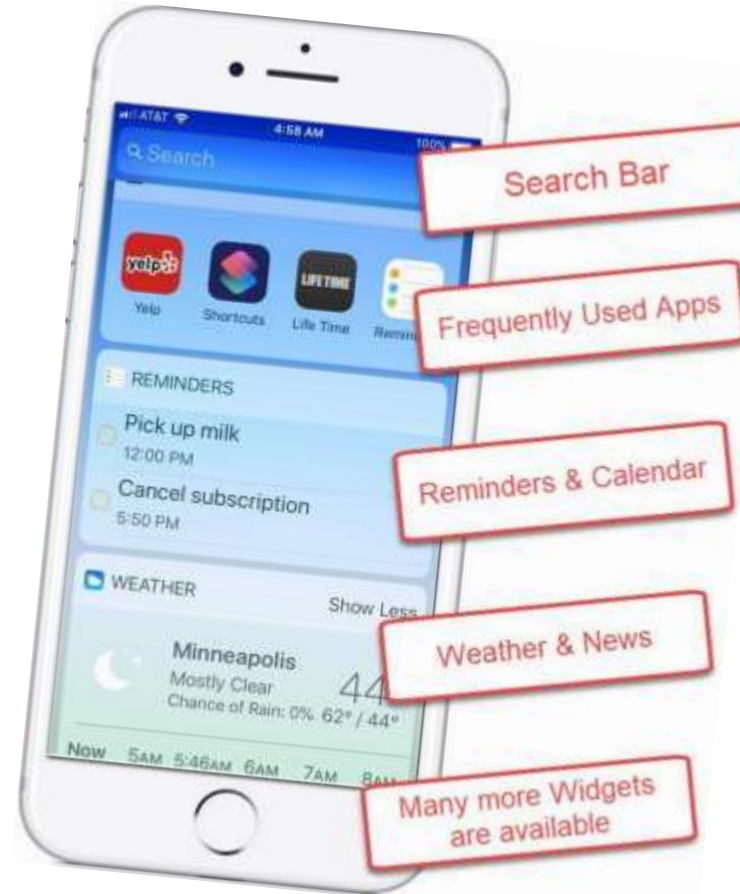 AT&T
4:58 AM
100%
Search
Search Bar
yelp
LIFE TIME
Yelp
Shortcuts
Life Time
Frequently Used Apps
REMINDERS
Pick up milk
12:00 PM
Cancel subscription
5:50 PM
Reminders & Calendar
WEATHER
Show Less
Minneapolis
Mostly Clear
44
Chance of Rain: 0% 62° / 44°
Weather & News
Now 5AM 5:46AM 6AM 7AM 8AM
Many more Widgets
are available